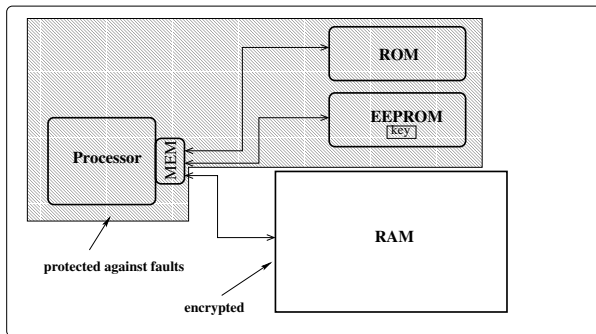 ROM
EEPROM
key
Processor
MEM
RAM
protected against faults
encrypted